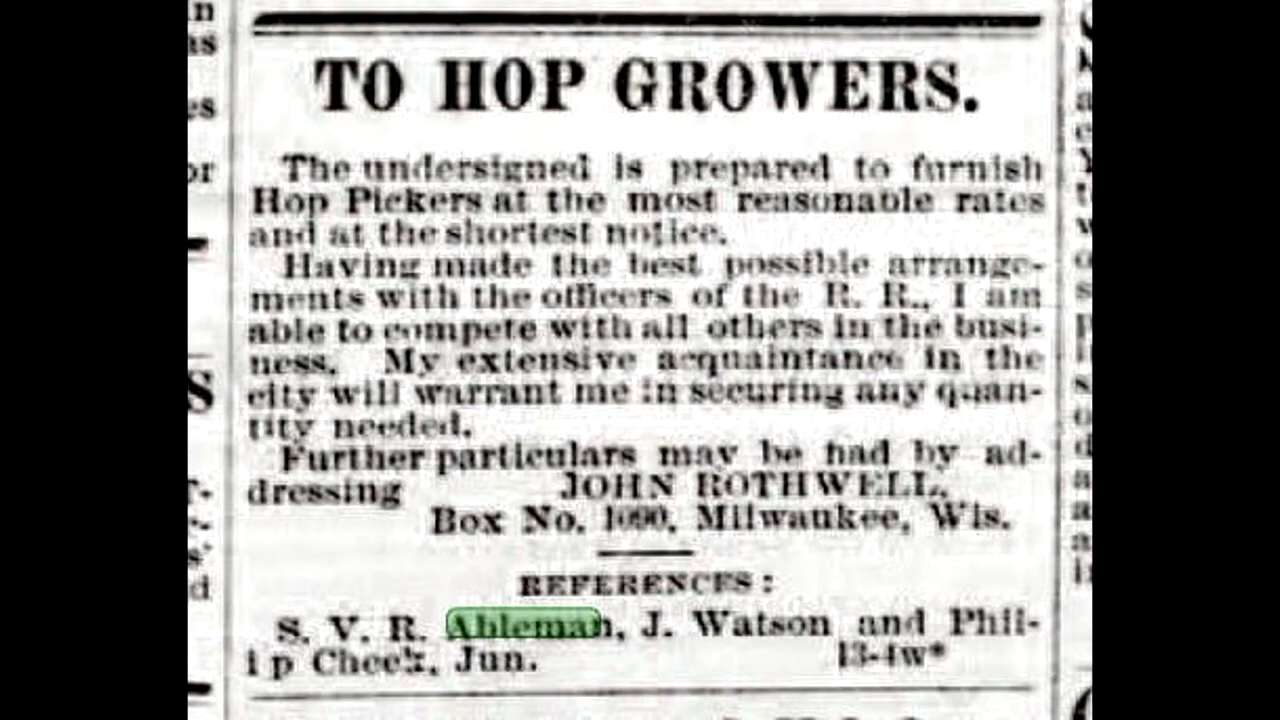 TO HOP GROWERS.
The undersigned is prepared to furnish
Hop Pickers at the most reasonable rates
and at the shortest notice.
Having made the best possible arrange-
ments with the officers of the R. R., I am
able to compete with all others in the busi-
ness. My extensive acquaintance in the
city will warrant me in securing any quan-
tity needed.
Further particulars may be had by ad-
dressing JOHN ROTHWELL,
Box No. 1090, Milwaukee, Wis.
REFERENCES:
S. V. R. Ableman, J. Watson and Phil-
ip Cheek, Jun. 13-4w*